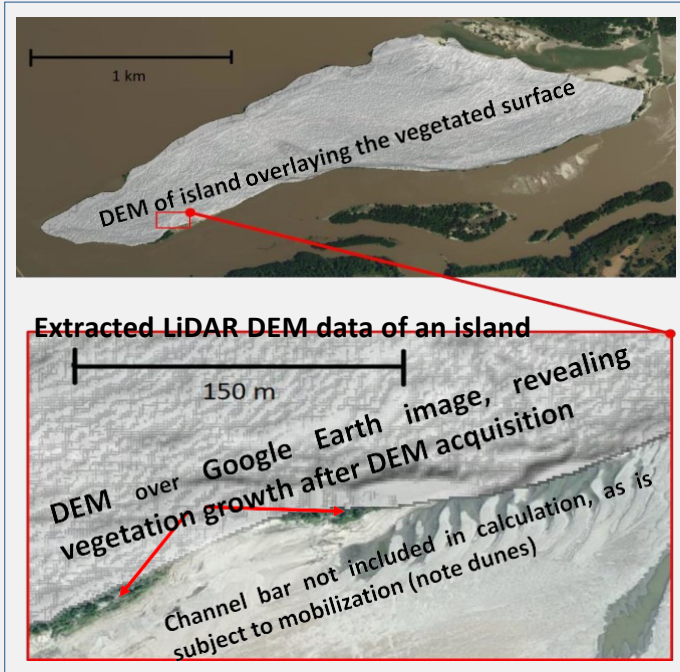 1 km
DEM of island overlaying the vegetated surface
Extracted LiDAR DEM data of an island
150 m
DEM over Google Earth image, revealing
vegetation growth after DEM acquisition
Channel bar not included in calculation, as is
subject to mobilization (note dunes)